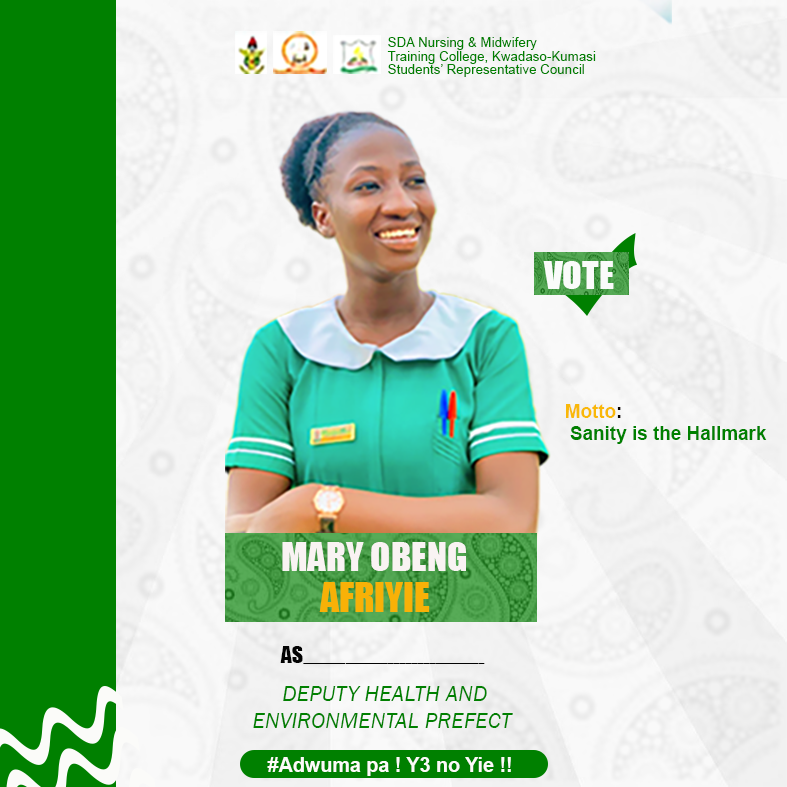 SDA Nursing & Midwifery
Training College, Kwadaso-Kumasi
Students' Representative Council
VOTE
Motto:
Sanity is the Hallmark
MARY OBENG
AFRIYIE
AS____________________
DEPUTY HEALTH AND
ENVIRONMENTAL PREFECT
#Adwuma pa ! Y3 no Yie !!